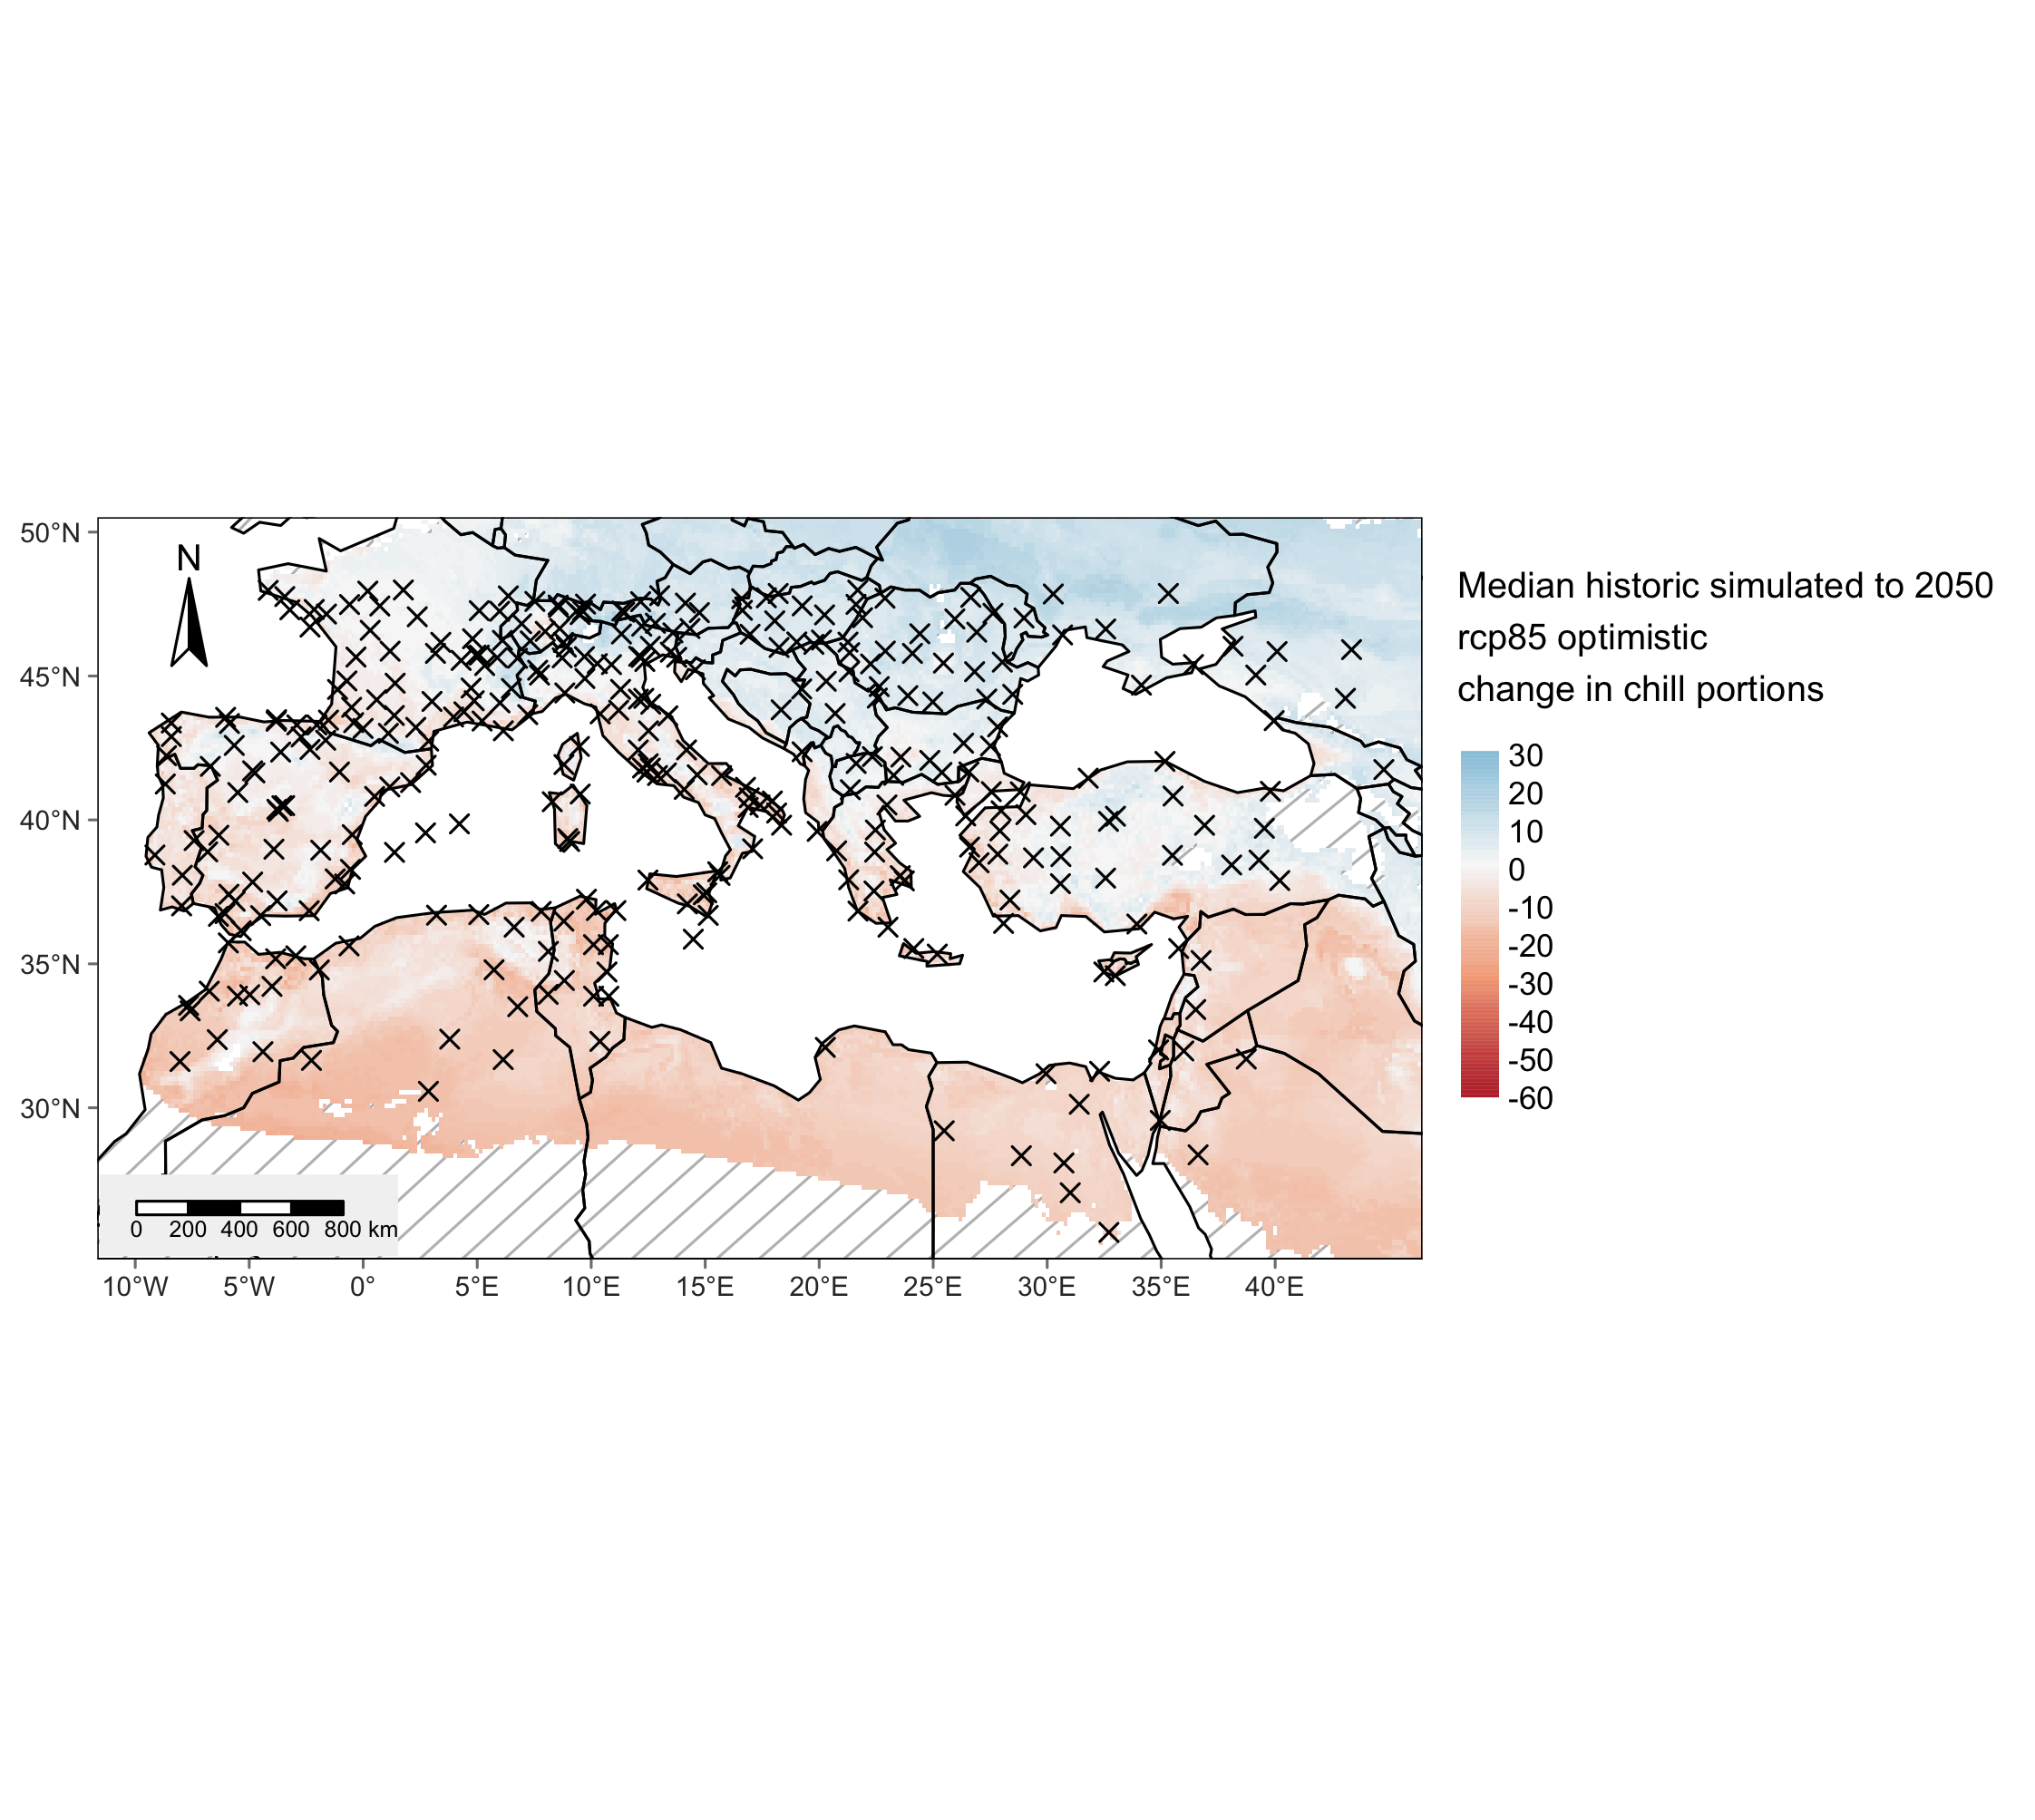 50°N
45°N
40°N
35°N
30°N
N
0 200 400 600 800 km
10°W 5°W 0° 5°E 10°E 15°E 20°E 25°E 30°E 35°E 40°E
Median historic simulated to 2050
rcp85 optimistic
change in chill portions
30
20
10
0
-10
-20
-30
-40
-50
-60